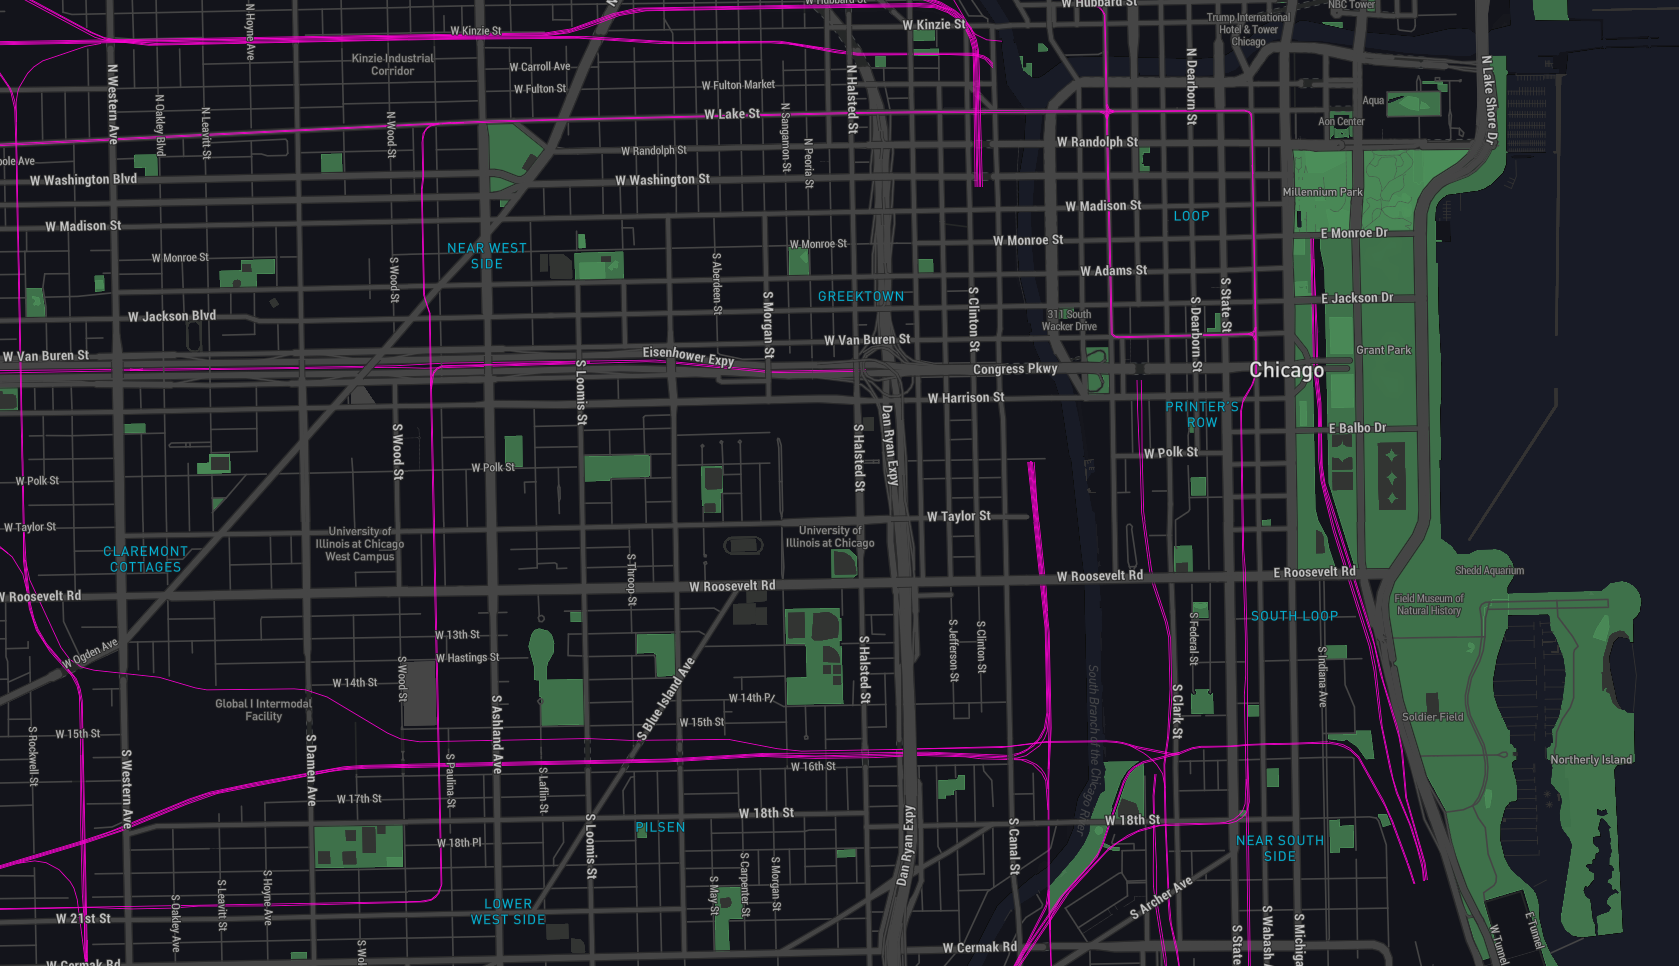 W Hubbard St
W Hubbard St
NBC Tower
Trump International
Hotel & Tower
Chicago
W Kinzie St
W Kinzie St
N Hoyne Ave
Kinzie Industrial
Corridor
W Carroll Ave
W Fulton St
W Fulton Market
N Western Ave
N Oakley Blvd
N Leavitt St
N Wood St
N Halsted St
N Sangamon St
N Peoria St
N Dearborn St
N Lake Shore Dr
Aqua
Aon Center
W Lake St
W Randolph St
W Randolph St
W Washington Blvd
W Washington St
Millennium Park
W Madison St
W Madison St
LOOP
E Monroe Dr
W Monroe St
W Monroe St
W Monroe St
NEAR WEST
SIDE
S Wood St
S Aberdeen St
S Morgan St
GREEKTOWN
S Clinton St
W Adams St
S State St
S Dearborn St
E Jackson Dr
W Jackson Blvd
311 South
Wacker Drive
W Van Buren St
W Van Buren St
Eisenhower Expy
Congress Pkwy
Grant Park
Chicago
S Loomis St
W Harrison St
PRINTER'S
ROW
E Balbo Dr
S Wood St
S Halsted St
Dan Ryan Expy
W Polk St
W Polk St
W Polk St
W Taylor St
W Taylor St
University of
Illinois at Chicago
West Campus
University of
Illinois at Chicago
CLAREMONT
COTTAGES
S Throop St
W Roosevelt Rd
W Roosevelt Rd
W Roosevelt Rd
E Roosevelt Rd
Shedd Aquarium
Field Museum of
Natural History
SOUTH LOOP
W Ogden Ave
W 13th St
W Hastings St
W 14th St
S Wood St
S Blue Island Ave
S Halsted St
S Jefferson St
S Clinton St
S Federal St
S Indiana Ave
W 14th Pl
W 15th St
W 15th St
Global I Intermodal
Facility
S Rockwell St
S Western Ave
S Damen Ave
S Ashland Ave
S Paulina St
S Laflin St
S Clark St
South Branch of the Chicago River
Soldier Field
Northerly Island
W 16th St
W 17th St
W 18th St
W 18th St
W 18th Pl
PILSEN
S Loomis St
Dan Ryan Expy
S Canal St
NEAR SOUTH
SIDE
S Oakley Ave
S Leavitt St
S Hoyne Ave
LOWER
WEST SIDE
S May St
S Carpenter St
S Morgan St
S Archer Ave
W 21st St
W Cermak Rd
W Cermak Rd
S State
S Wabash
S Michiga
W Tunnel
E Tunnel